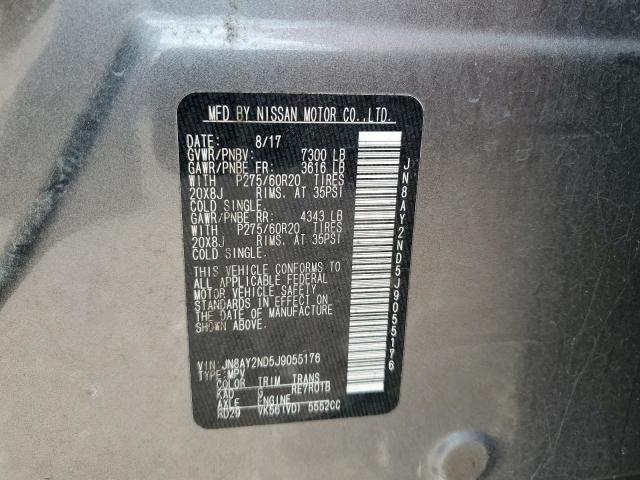 MFD BY NISSAN MOTOR CO.,LTD.
DATE: 8/17
GVWR/PNBV: 7300 LB
GAWR/PNBE FR: 3616 LB
WITH P275/60R20 TIRES
20X8J RIMS. AT 35PSI
COLD SINGLE.
GAWR/PNBE RR: 4343 LB
WITH P275/60R20 TIRES
20X8J RIMS. AT 35PSI
COLD SINGLE.
THIS VEHICLE CONFORMS TO
ALL APPLICABLE FEDERAL
MOTOR VEHICLE SAFETY
STANDARDS IN EFFECT ON
THE DATE OF MANUFACTURE
SHOWN ABOVE.
VIN:JN8AY2ND5J9055176
TYPE:MPV
COLOR TRIM TRANS
KAD G RE7R01B
AXLE ENGINE
RD29 VK56(VD) 5552CC
JN8AY2ND5J9055176